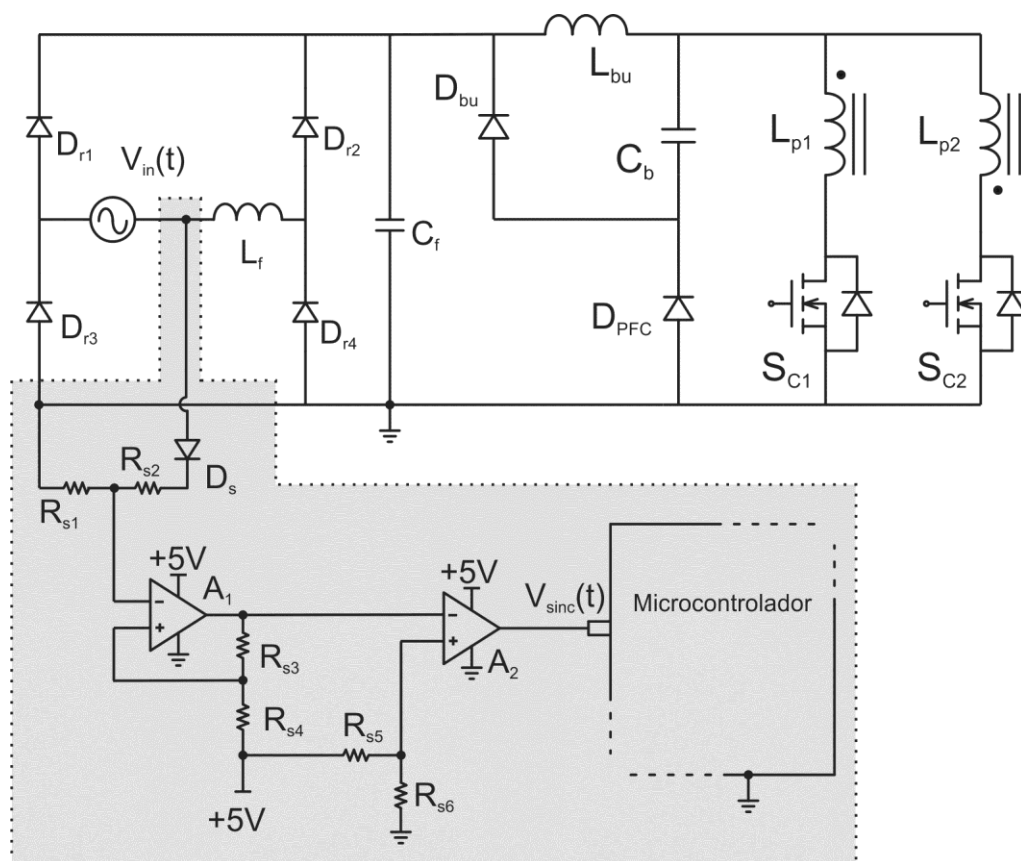 L_bu
D_bu
D_r1
D_r2
V_in(t)
L_p1
L_p2
C_b
L_f
C_f
D_r3
D_r4
D_PFC
S_C1
S_C2
R_s2
D_s
R_s1
+5V
A_1
+5V
V_sinc(t)
Microcontrolador
R_s3
A_2
R_s4
R_s5
R_s6
+5V